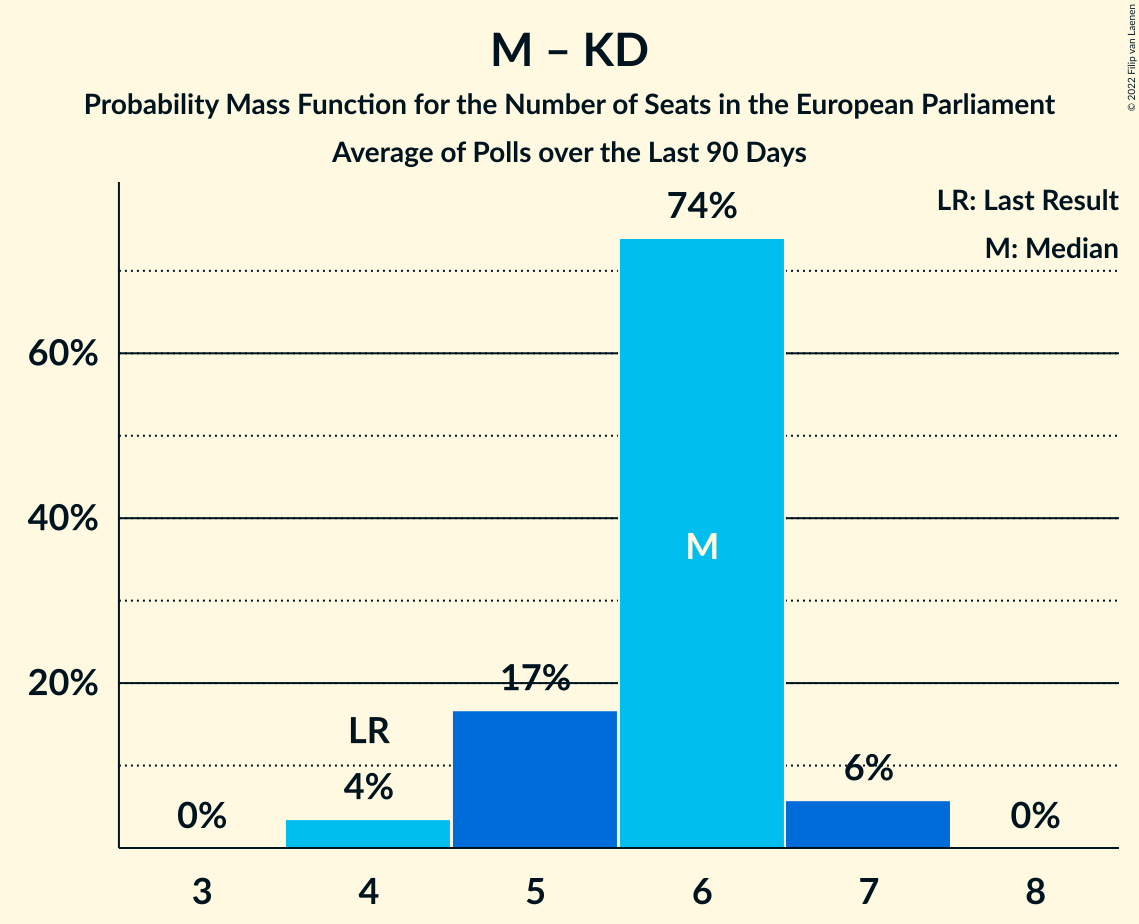 M – KD
Probability Mass Function for the Number of Seats in the European Parliament
Average of Polls over the Last 90 Days
© 2022 Filip van Laenen
LR: Last Result
M: Median
74%
60%
40%
M
20%
17%
LR
4%
6%
0%
0%
3 4 5 6 7 8